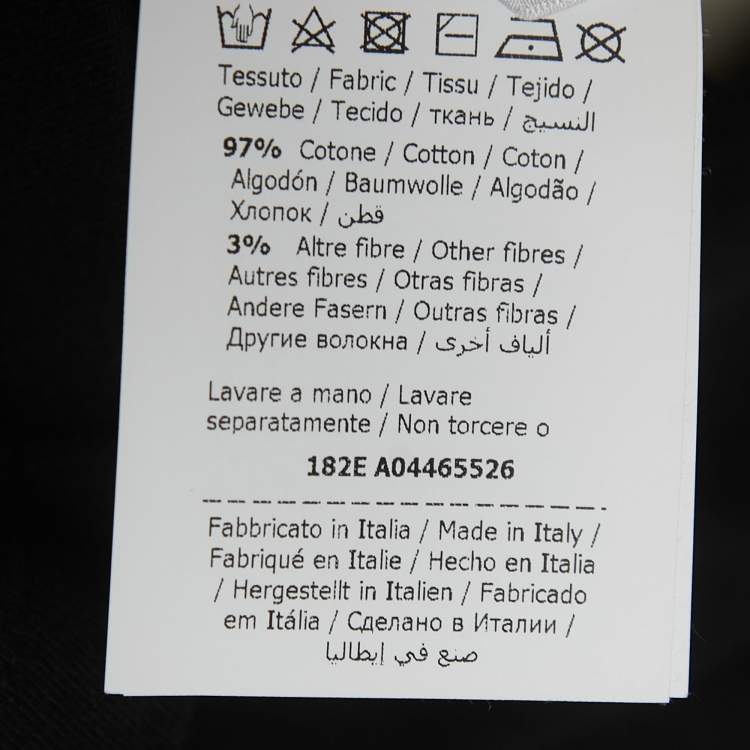 Tessuto / Fabric / Tissu / Tejido /
Gewebe / Tecido / ткань / النسيج
97% Cotone / Cotton / Coton /
Algodón / Baumwolle / Algodão /
Хлопок / قطن
3% Altre fibre / Other fibres /
Autres fibres / Otras fibras /
Andere Fasern / Outras fibras /
Другие волокна / ألياف أخرى
Lavare a mano / Lavare
separatamente / Non torcere o
182E A04465526
Fabbricato in Italia / Made in Italy /
Fabriqué en Italie / Hecho en Italia
/ Hergestellt in Italien / Fabricado
em Itália / Сделано в Италии /
صنع في إيطاليا